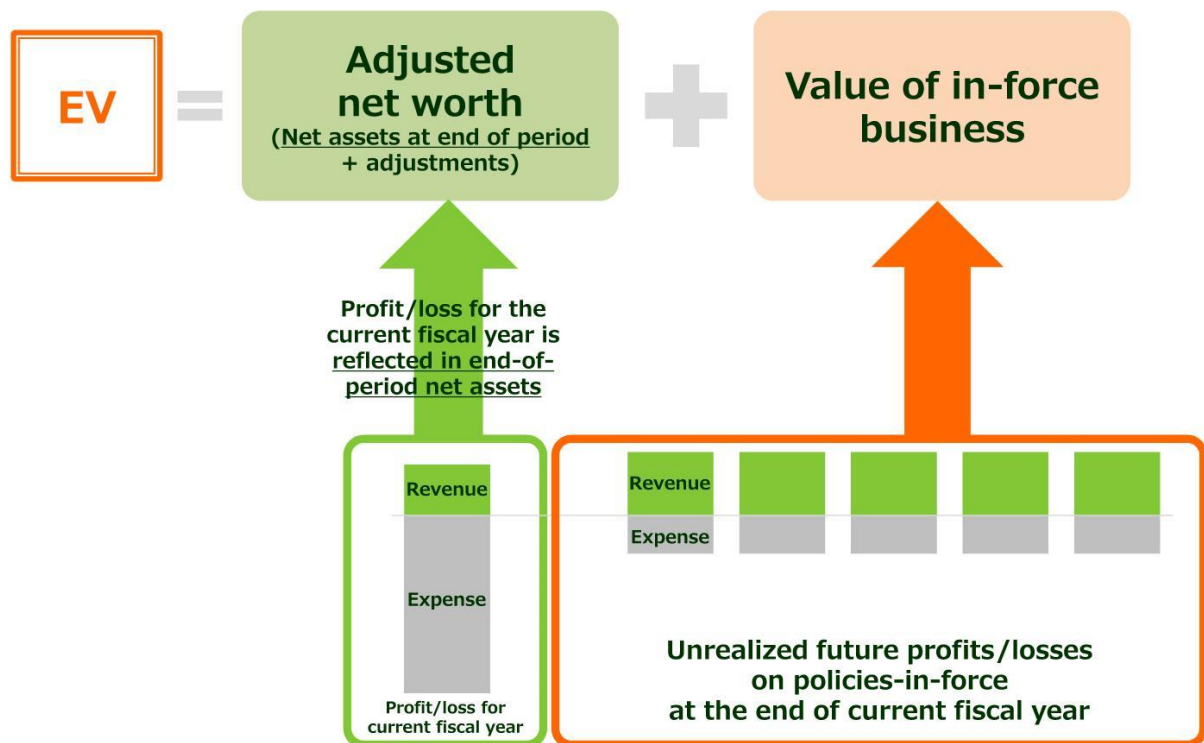 EV
=
Adjusted
net worth
(Net assets at end of period
+ adjustments)
+
Value of in-force
business
Profit/loss for the
current fiscal year is
reflected in end-of-
period net assets
Revenue
Expense
Profit/loss for
current fiscal year
Revenue
Expense
Unrealized future profits/losses
on policies-in-force
at the end of current fiscal year